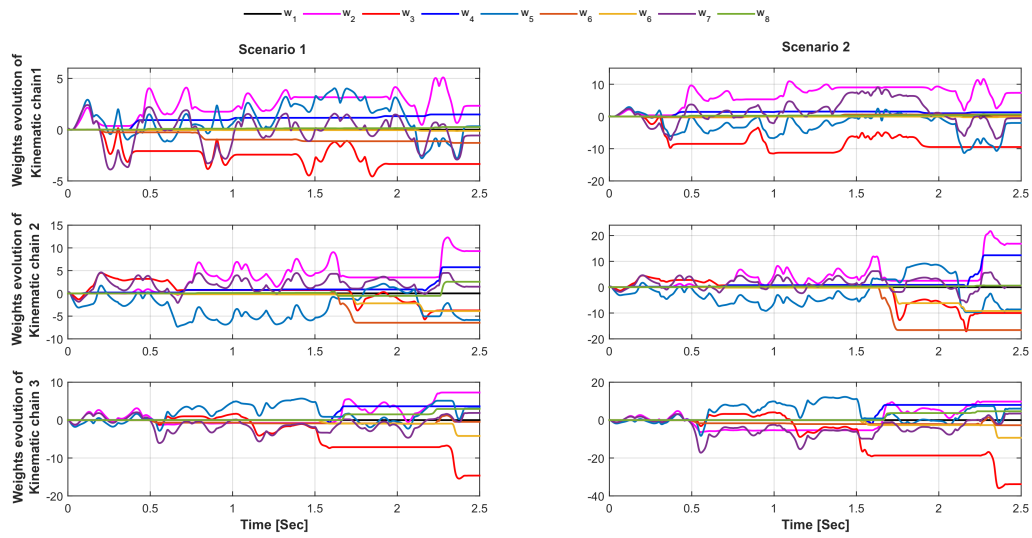 w1 w2 w3 w4 w5 w6 w6 w7 w8
Scenario 1
Scenario 2
Weights evolution of
Kinematic chain1
5
0
-5
0 0.5 1 1.5 2 2.5
10
0
-10
-20
0 0.5 1 1.5 2 2.5
Weights evolution of
Kinematic chain 2
15
10
5
0
-5
-10
0 0.5 1 1.5 2 2.5
20
10
0
-10
-20
0 0.5 1 1.5 2 2.5
Weights evolution of
Kinematic chain 3
10
0
-10
-20
0 0.5 1 1.5 2 2.5
Time [Sec]
20
0
-20
-40
0 0.5 1 1.5 2 2.5
Time [Sec]